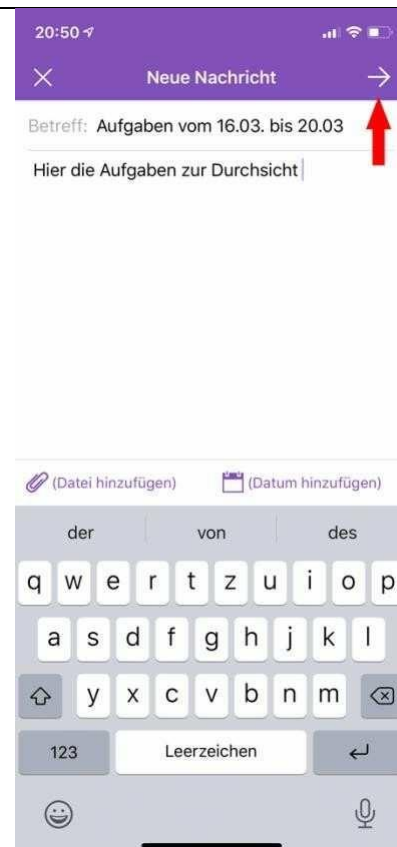 20:50
Neue Nachricht
Betreff: Aufgaben vom 16.03. bis 20.03
Hier die Aufgaben zur Durchsicht
(Datei hinzufügen) (Datum hinzufügen)
der von des
q w e r t z u i o p
a s d f g h j k l
y x c v b n m
123 Leerzeichen